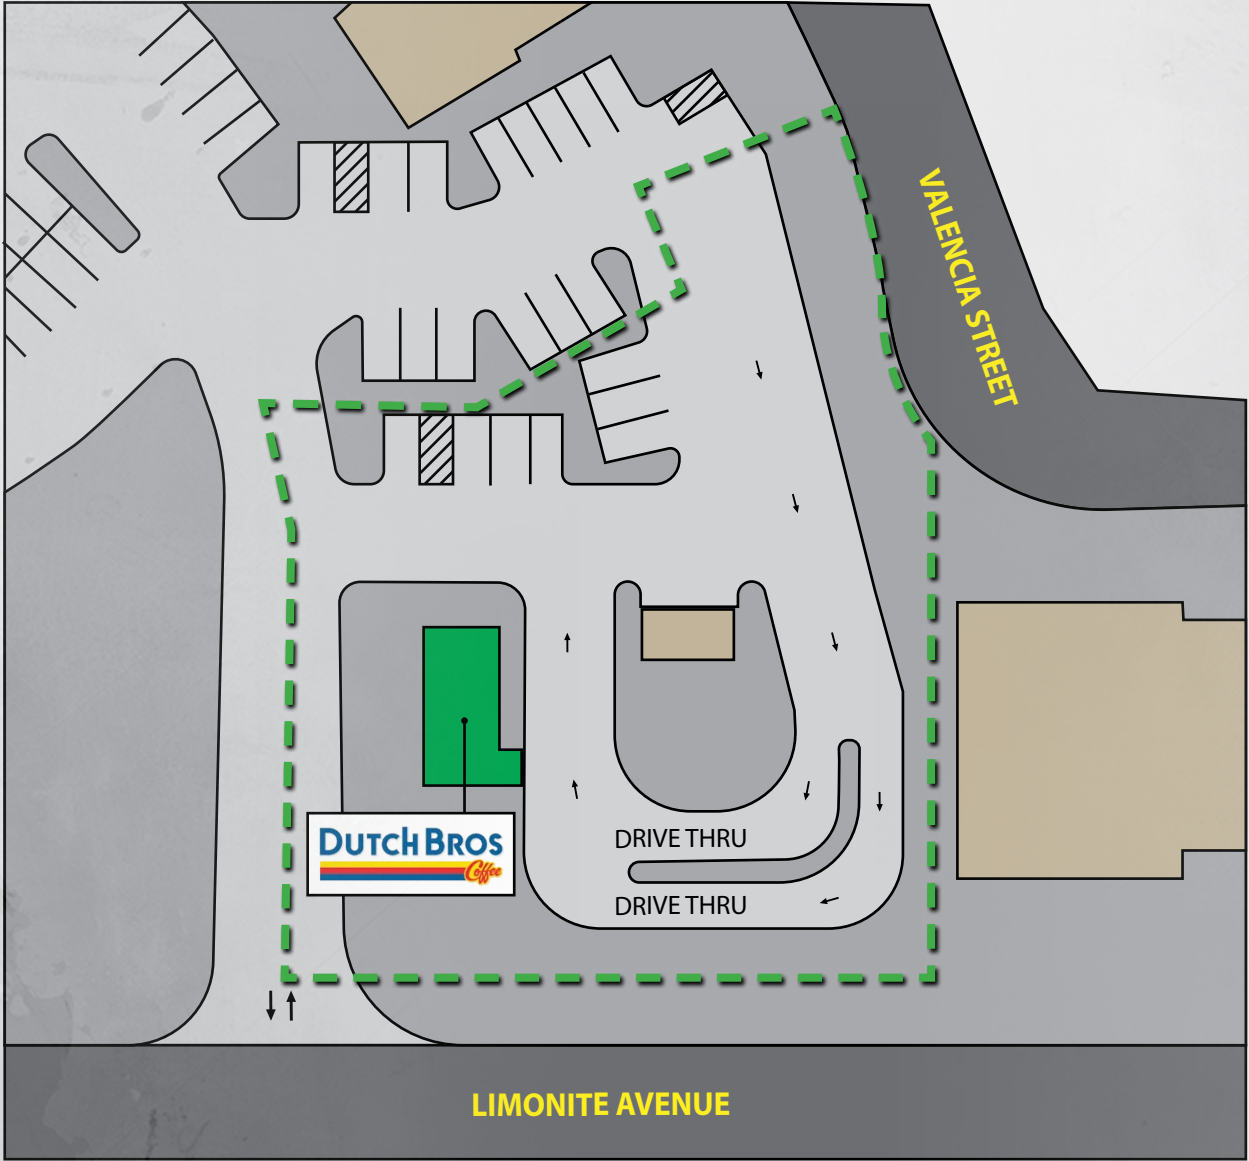 VALENCIA STREET
DUTCH BROS
Coffee
DRIVE THRU
DRIVE THRU
LIMONITE AVENUE